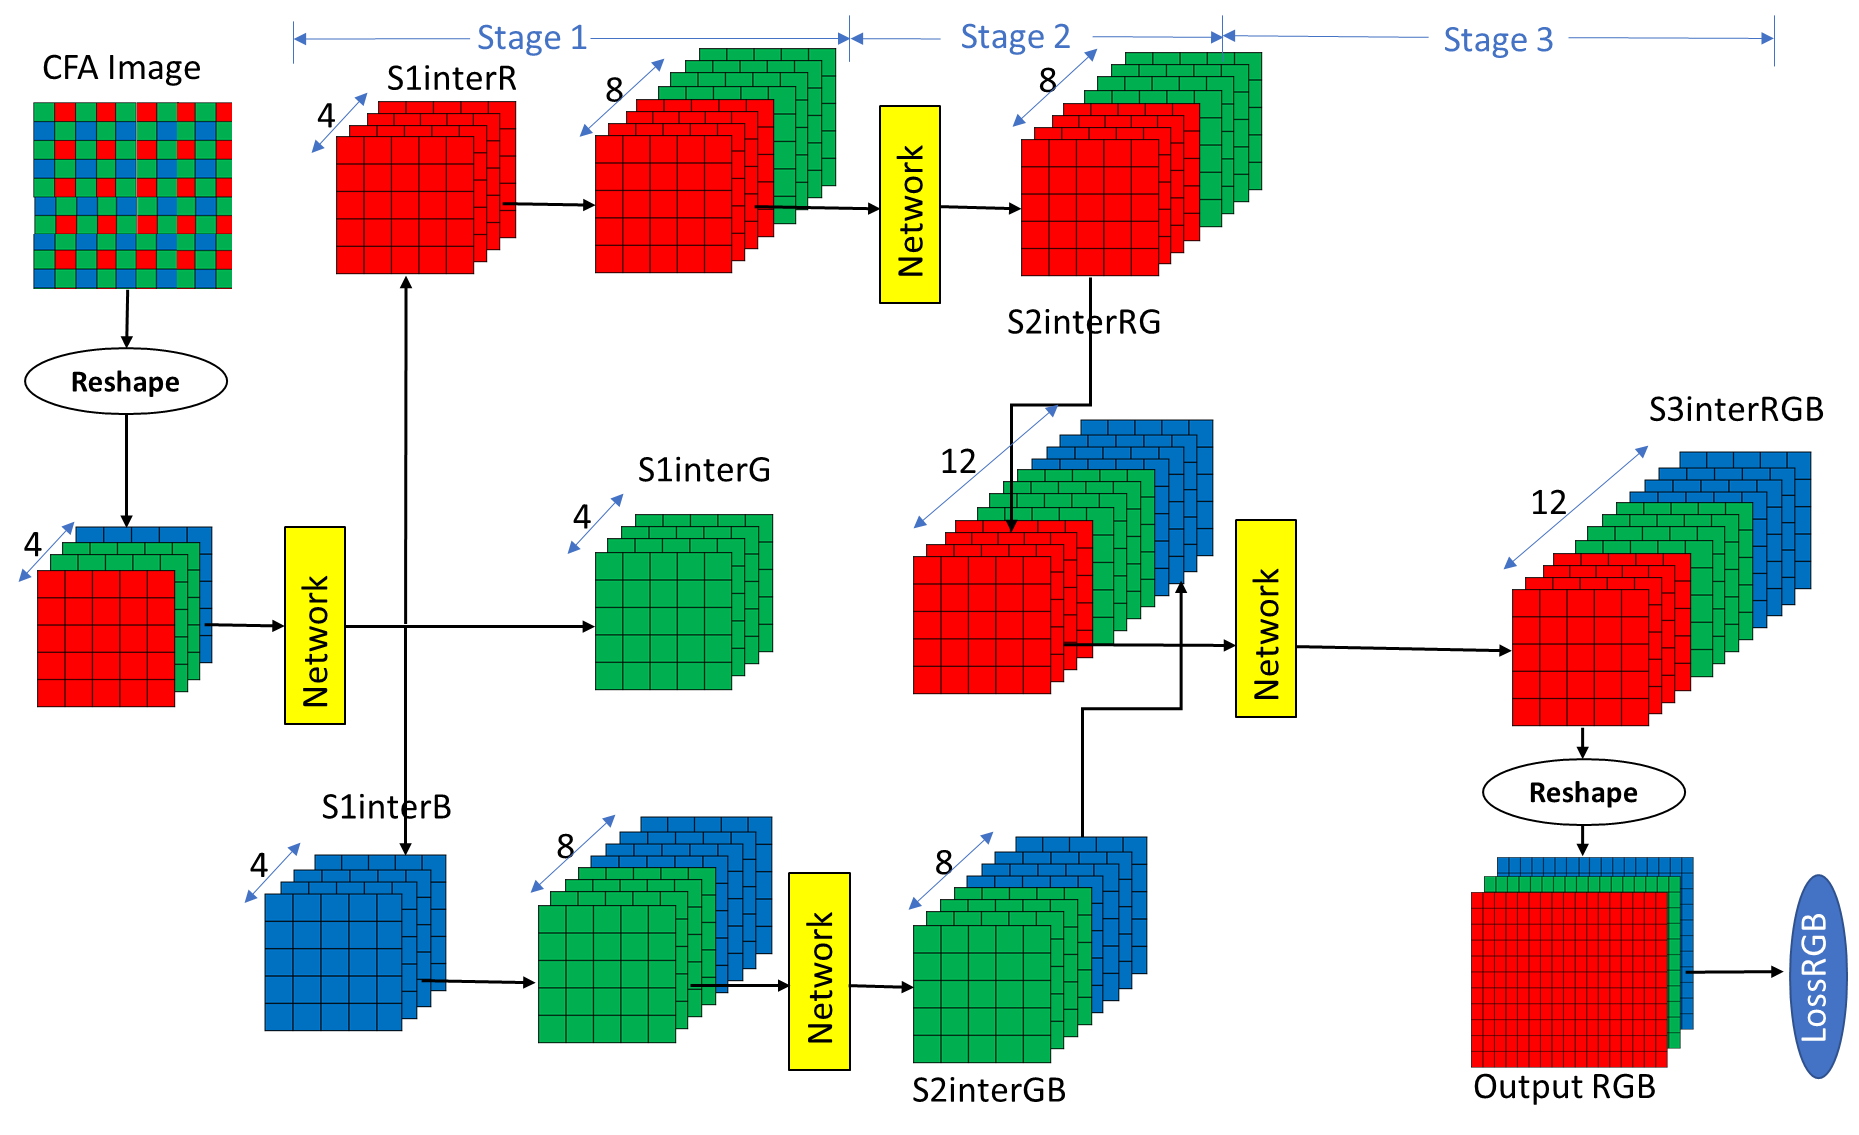 Stage 1
Stage 2
Stage 3
CFA Image
S1interR
4
8
8
Network
S2interRG
Reshape
S3interRGB
12
S1interG
12
4
4
Network
Network
Reshape
S1interB
4
8
8
Network
LossRGB
S2interGB
Output RGB